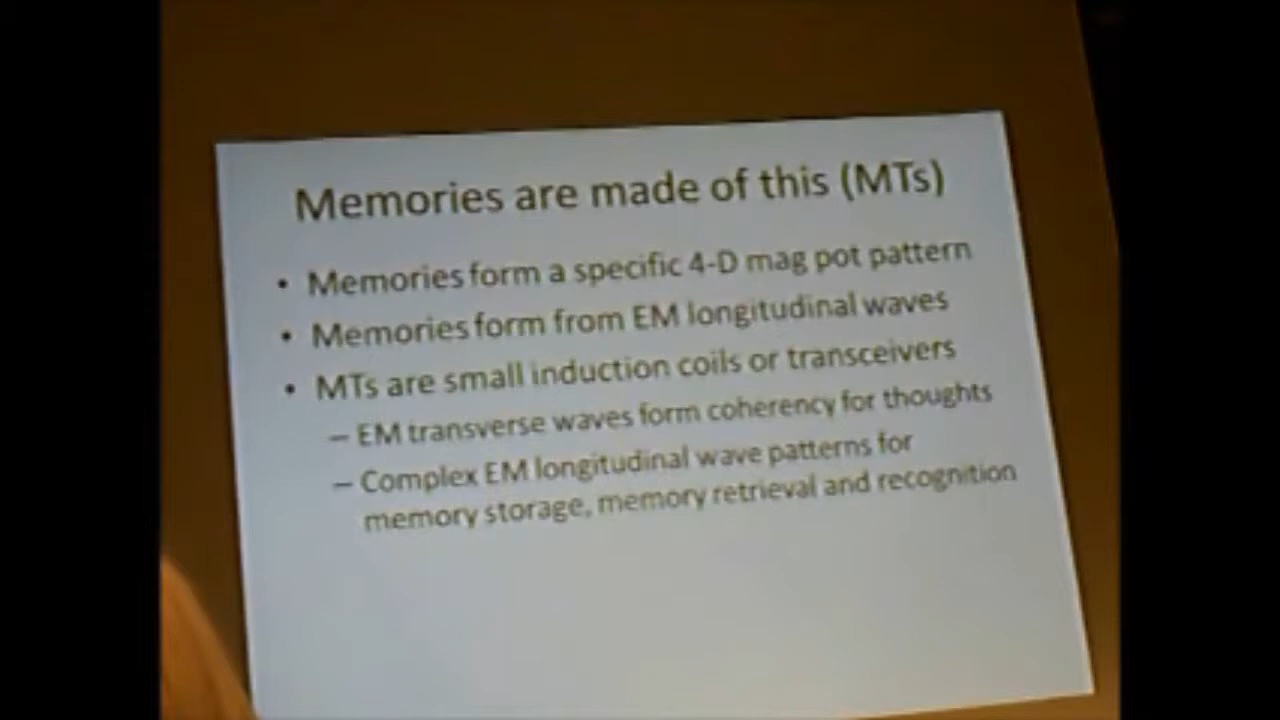 Memories are made of this (MTs)
• Memories form a specific 4-D mag pot pattern
• Memories form from EM longitudinal waves
• MTs are small induction coils or transceivers
– EM transverse waves form coherency for thoughts
– Complex EM longitudinal wave patterns for
memory storage, memory retrieval and recognition